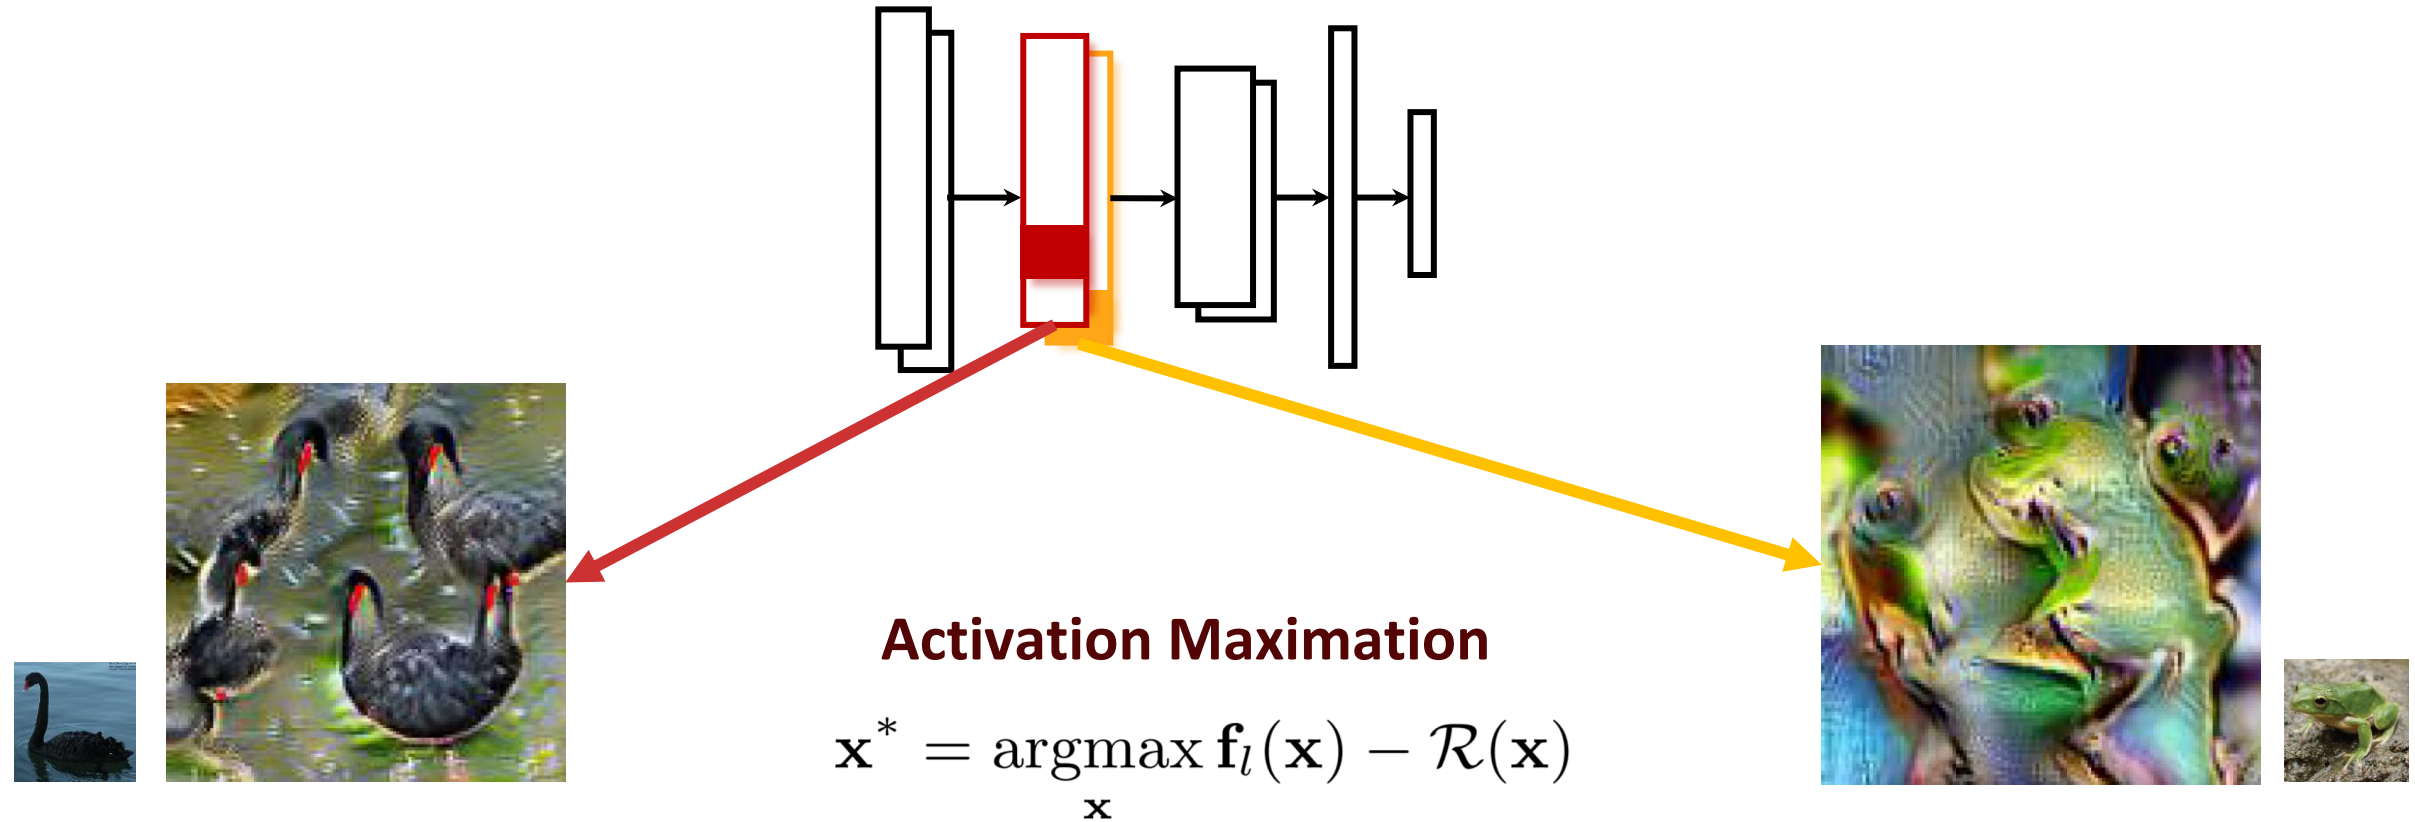 Activation Maximation
x* = argmax f_l(x) − R(x)
x